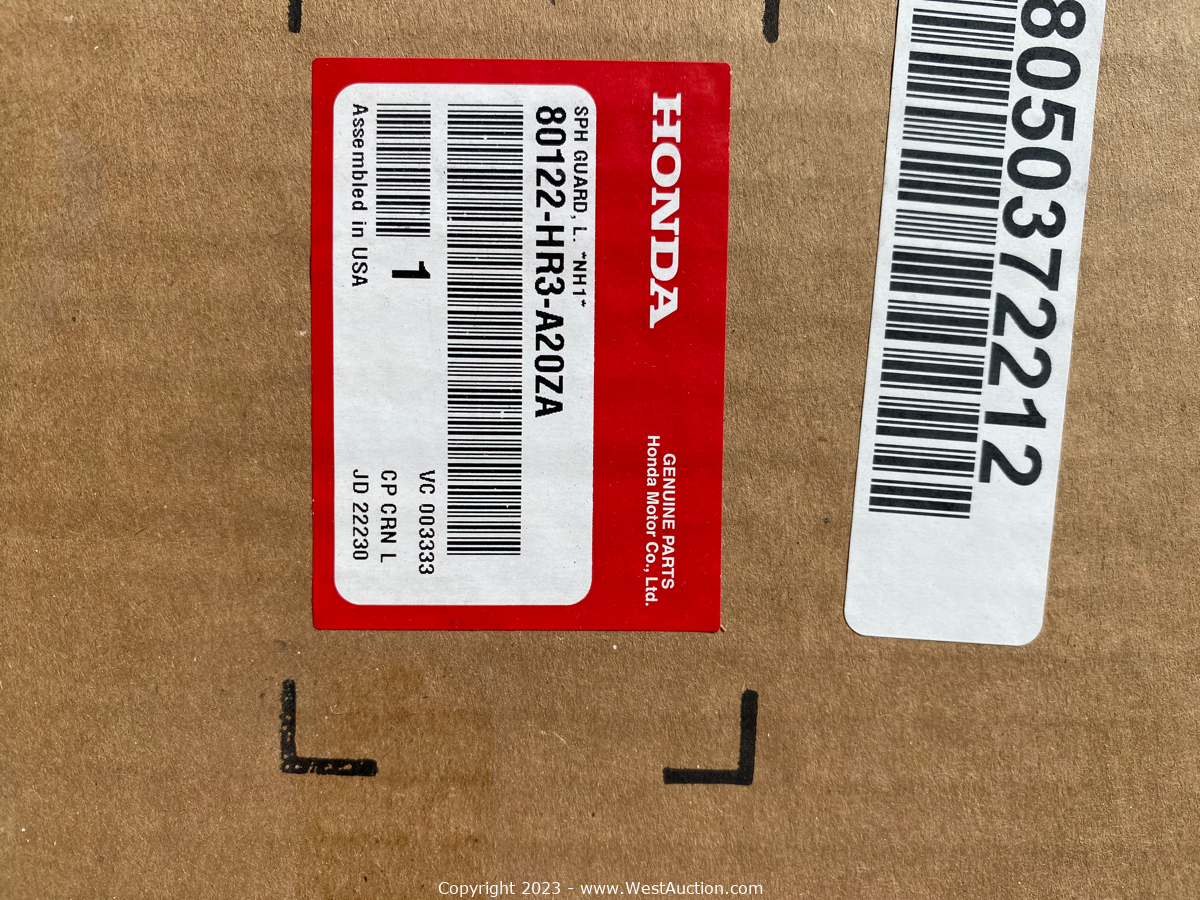 HONDA
GENUINE PARTS
Honda Motor Co., Ltd.
SPH GUARD, L. *NH1*
80122-HR3-A20ZA
1
VC 003333
CP CRN L
Assembled in USA
JD 22230
8050372212
Copyright 2023 - www.WestAuction.com